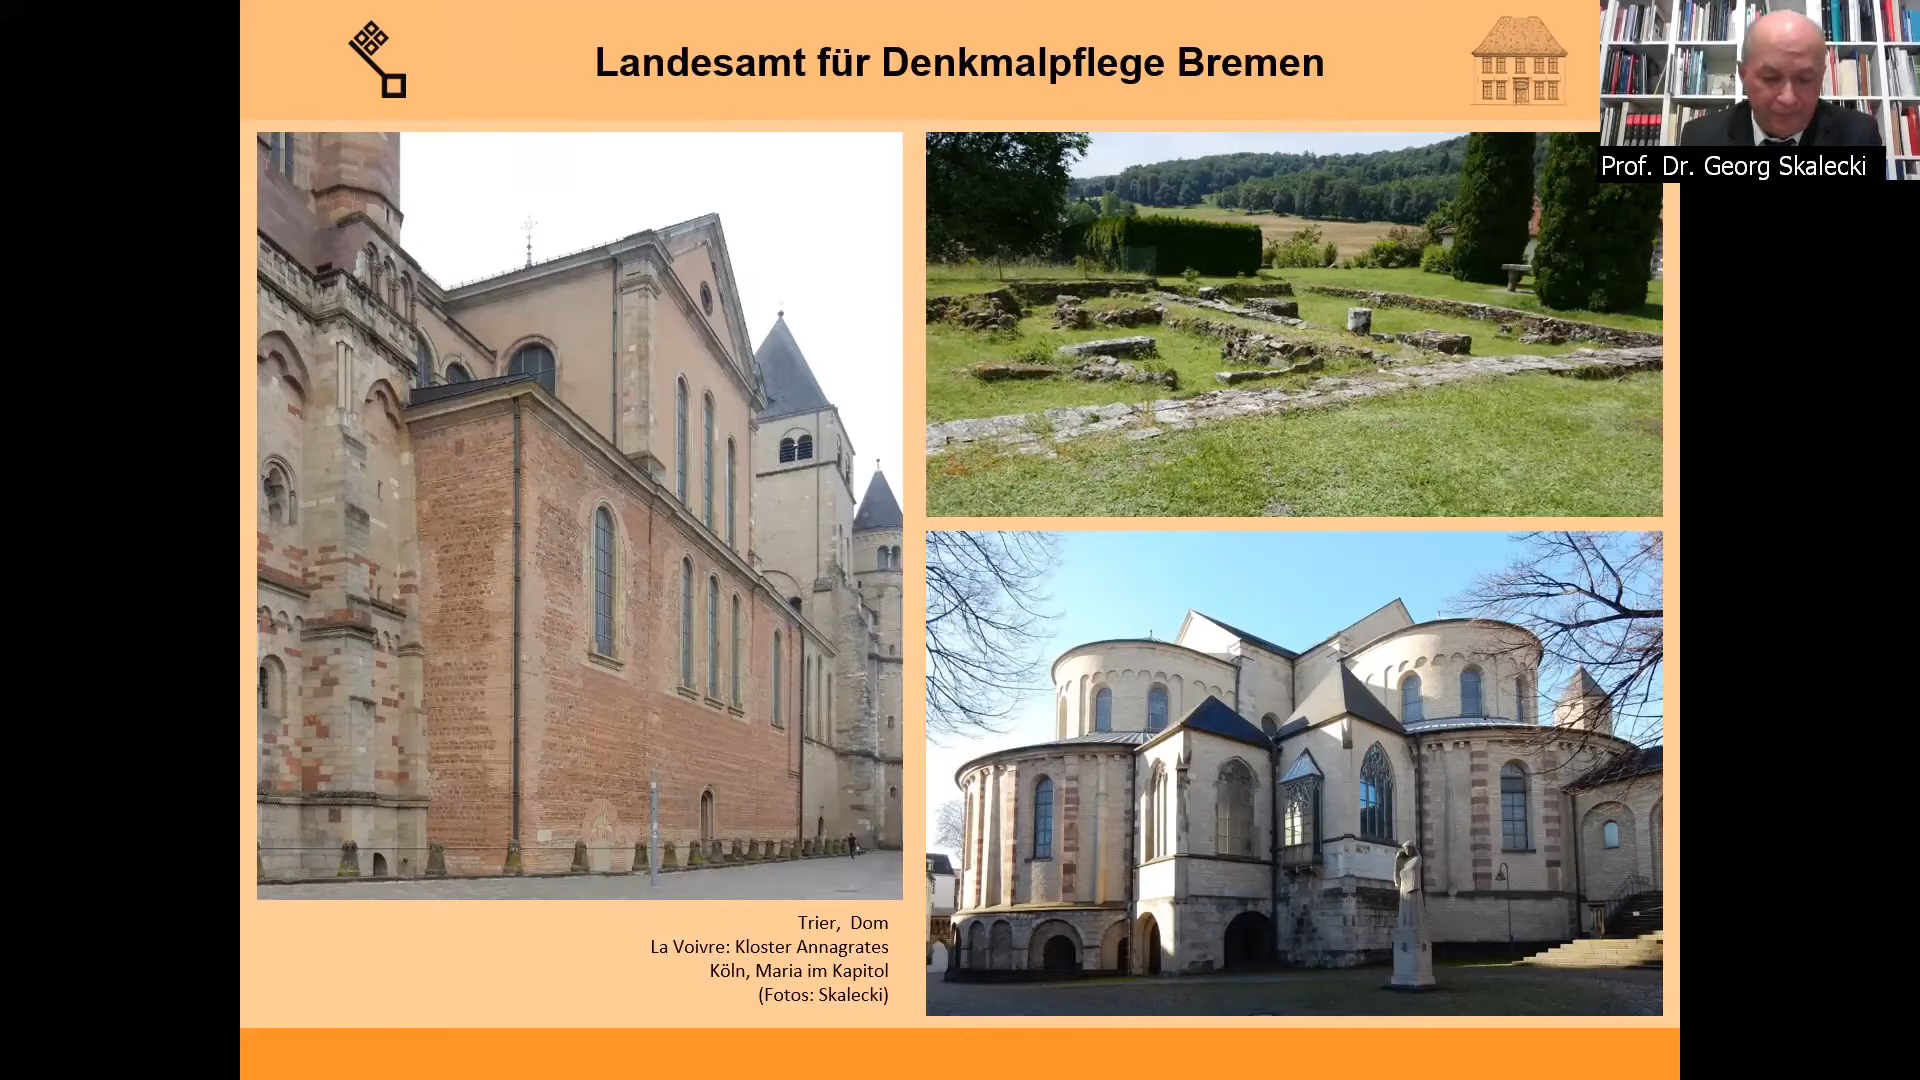 Landesamt für Denkmalpflege Bremen
Prof. Dr. Georg Skalecki
Trier, Dom
La Voivre: Kloster Annagrates
Köln, Maria im Kapitol
(Fotos: Skalecki)